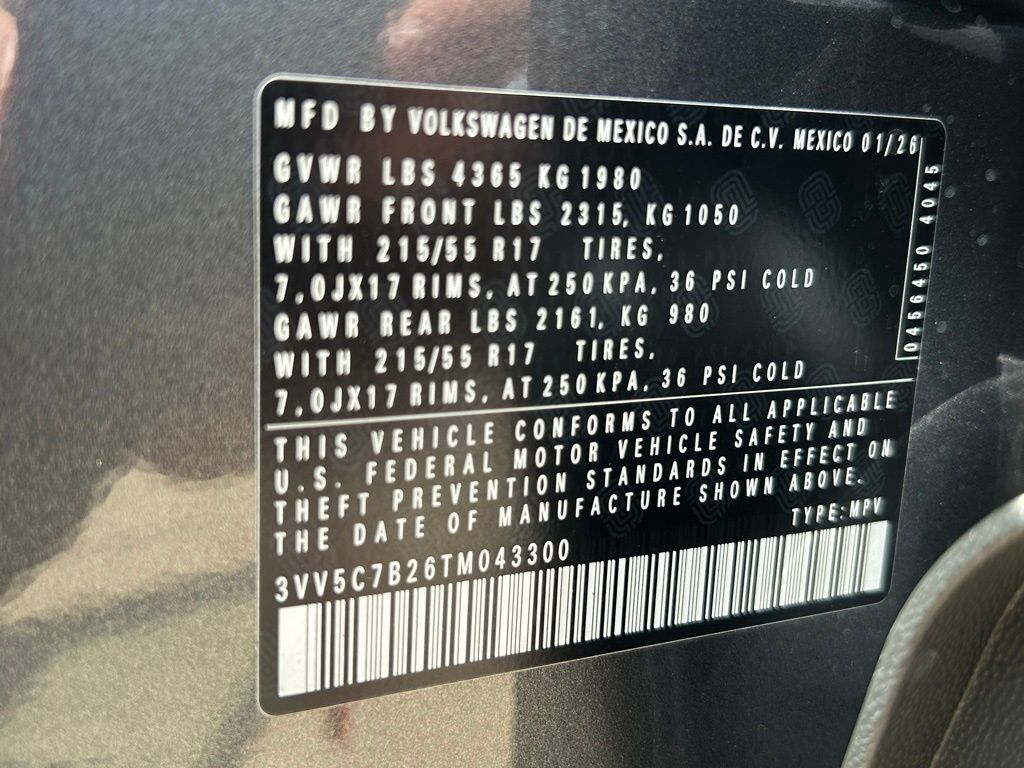 MFD BY VOLKSWAGEN DE MEXICO S.A. DE C.V. MEXICO 01/26
GVWR LBS 4365 KG 1980
GAWR FRONT LBS 2315, KG 1050
WITH 215/55 R17 TIRES,
7,0JX17 RIMS, AT 250 KPA, 36 PSI COLD
GAWR REAR LBS 2161, KG 980
WITH 215/55 R17 TIRES,
7,0JX17 RIMS, AT 250 KPA, 36 PSI COLD
0456450 4045
THIS VEHICLE CONFORMS TO ALL APPLICABLE
U.S. FEDERAL MOTOR VEHICLE SAFETY AND
THEFT PREVENTION STANDARDS IN EFFECT ON
THE DATE OF MANUFACTURE SHOWN ABOVE.
TYPE:MPV
3VV5C7B26TM043300